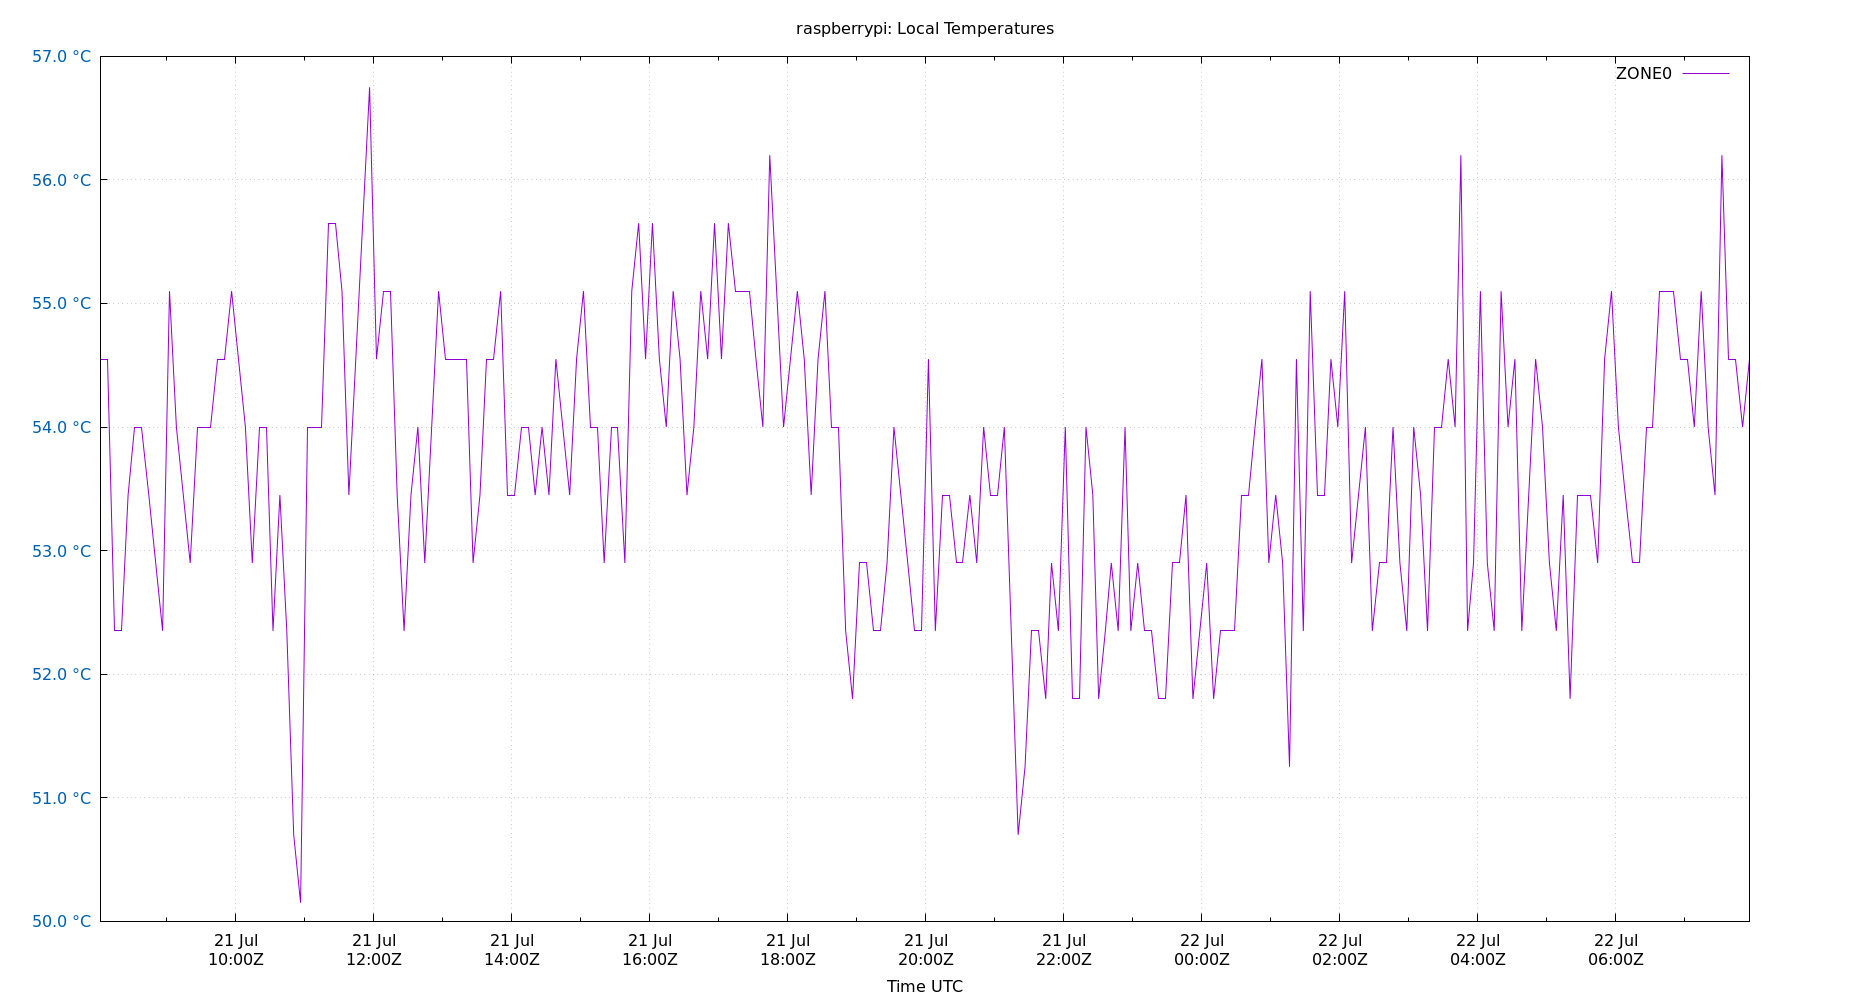 raspberrypi: Local Temperatures
57.0 °C
ZONE0
56.0 °C
55.0 °C
54.0 °C
53.0 °C
52.0 °C
51.0 °C
50.0 °C
21 Jul 21 Jul 21 Jul 21 Jul 21 Jul 21 Jul 21 Jul 22 Jul 22 Jul 22 Jul 22 Jul
10:00Z 12:00Z 14:00Z 16:00Z 18:00Z 20:00Z 22:00Z 00:00Z 02:00Z 04:00Z 06:00Z
Time UTC